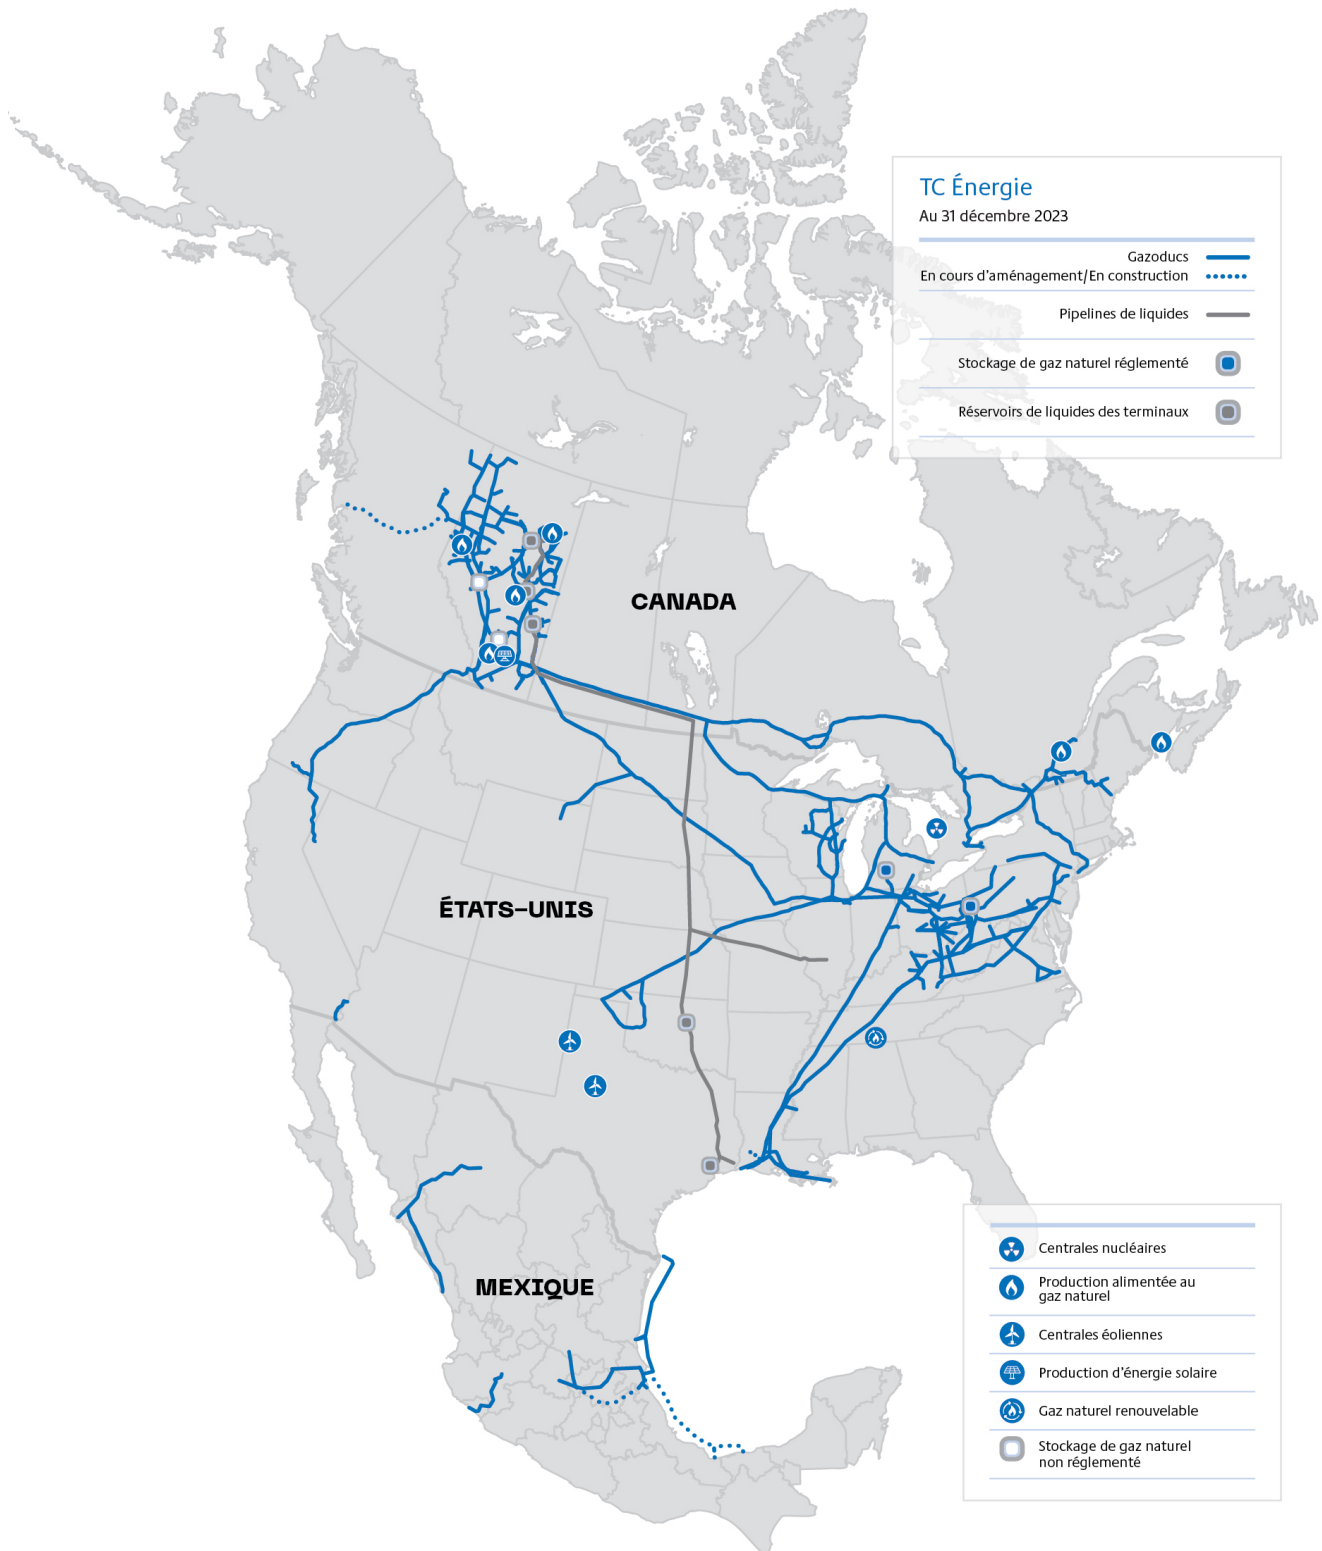 TC Énergie
Au 31 décembre 2023
Gazoducs
En cours d'aménagement/En construction
Pipelines de liquides
Stockage de gaz naturel réglementé
Réservoirs de liquides des terminaux
CANADA
ÉTATS-UNIS
MEXIQUE
Centrales nucléaires
Production alimentée au
gaz naturel
Centrales éoliennes
Production d'énergie solaire
Gaz naturel renouvelable
Stockage de gaz naturel
non réglementé